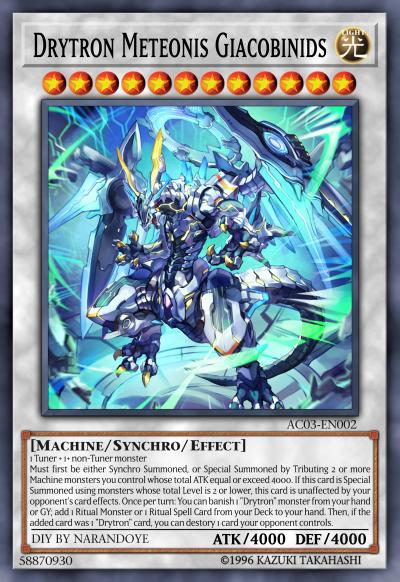 DRYTRON METEONIS GIACOBINIDS
LIGHT
光
AC03-EN002
[MACHINE/SYNCHRO/EFFECT]
1 Tuner + 1+ non-Tuner monster
Must first be either Synchro Summoned, or Special Summoned by Tributing 2 or more
Machine monsters you control whose total ATK equal or exceed 4000. If this card is Special
Summoned using monsters whose total Level is 2 or lower, this card is unaffected by your
opponent's card effects. Once per turn: You can banish 1 "Drytron" monster from your hand
or GY; add 1 Ritual Monster or 1 Ritual Spell Card from your Deck to your hand. Then, if the
added card was 1 "Drytron" card, you can destory 1 card your opponent controls.
DIY BY NARANDOYE
ATK/4000 DEF/4000
58870930
©1996 KAZUKI TAKAHASHI